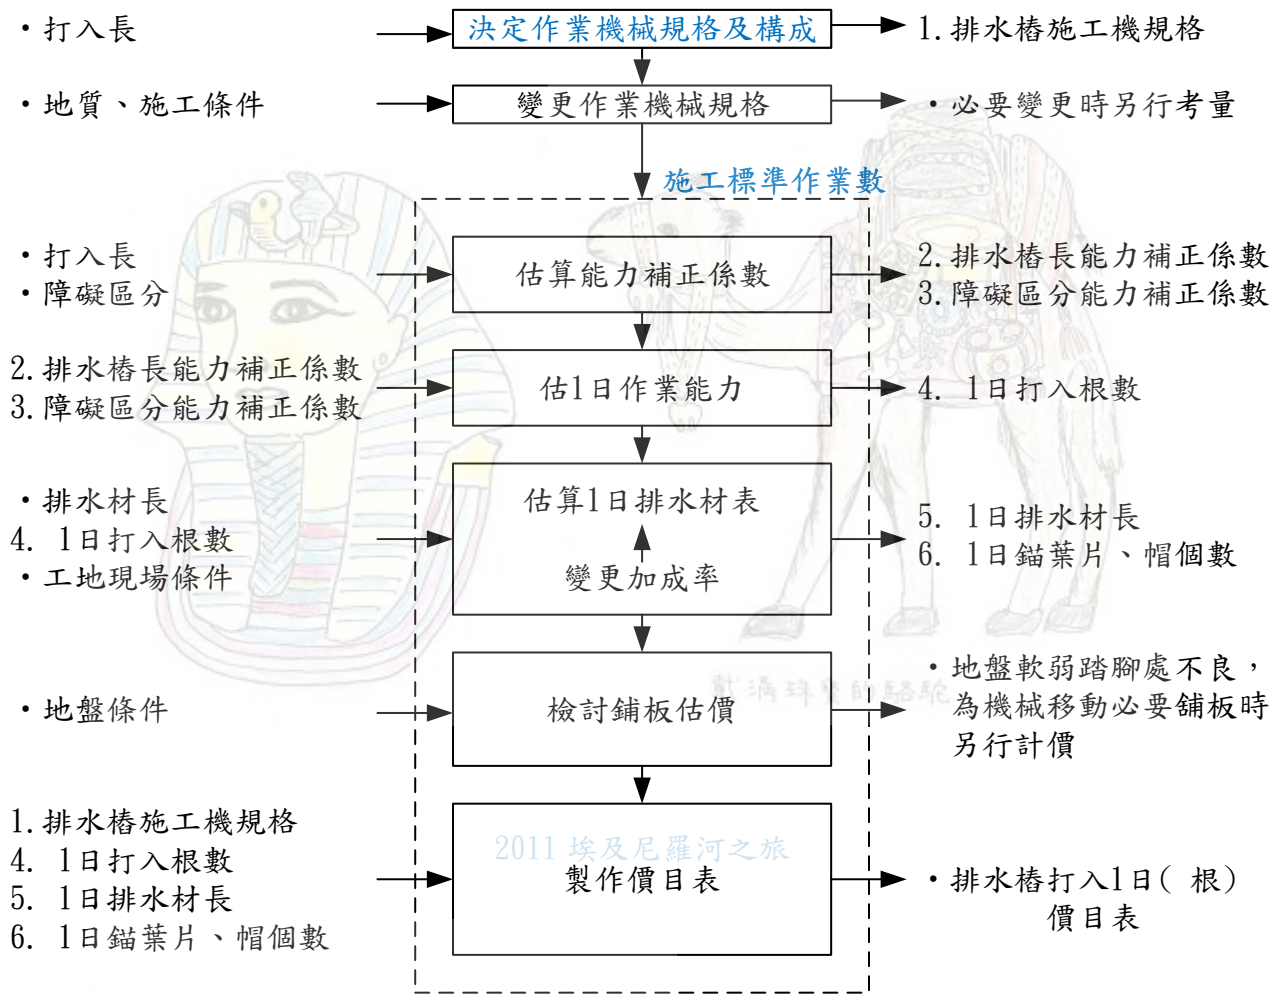 ・打入長
決定作業機械規格及構成
1.排水樁施工機規格
・地質、施工條件
變更作業機械規格
・必要變更時另行考量
施工標準作業數
・打入長
・障礙區分
估算能力補正係數
2.排水樁長能力補正係數
3.障礙區分能力補正係數
2.排水樁長能力補正係數
3.障礙區分能力補正係數
估1日作業能力
4. 1日打入根數
・排水材長
4. 1日打入根數
・工地現場條件
估算1日排水材表
變更加成率
5. 1日排水材長
6. 1日錨葉片、帽個數
・地盤條件
檢討鋪板估價
・地盤軟弱踏腳處不良，
為機械移動必要舖板時
另行計價
戴滿珠寶的駱駝
1.排水樁施工機規格
4. 1日打入根數
5. 1日排水材長
6. 1日錨葉片、帽個數
2011 埃及尼羅河之旅
製作價目表
・排水樁打入1日( 根)
價目表